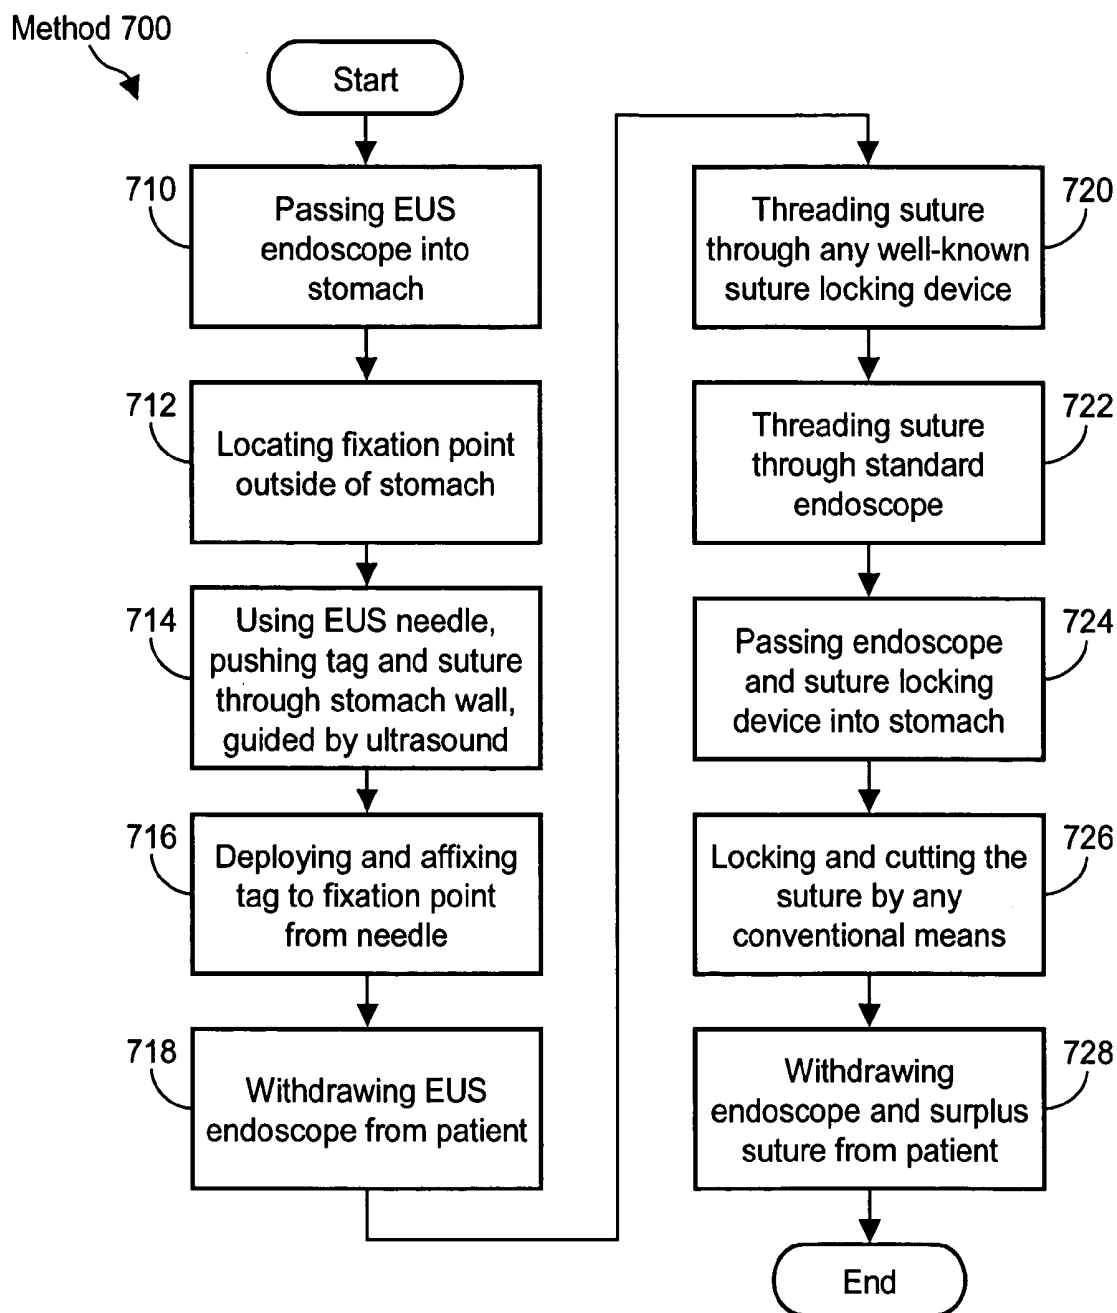 Method 700
Start
710
Passing EUS
endoscope into
stomach
712
Locating fixation point
outside of stomach
714
Using EUS needle,
pushing tag and suture
through stomach wall,
guided by ultrasound
716
Deploying and affixing
tag to fixation point
from needle
718
Withdrawing EUS
endoscope from patient
720
Threading suture
through any well-known
suture locking device
722
Threading suture
through standard
endoscope
724
Passing endoscope
and suture locking
device into stomach
726
Locking and cutting the
suture by any
conventional means
728
Withdrawing
endoscope and surplus
suture from patient
End